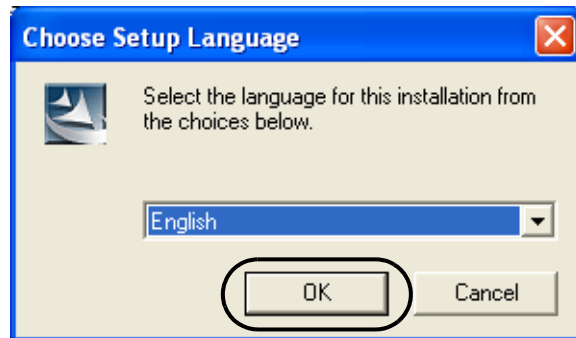 Choose Setup Language
Select the language for this installation from
the choices below.
English
OK
Cancel